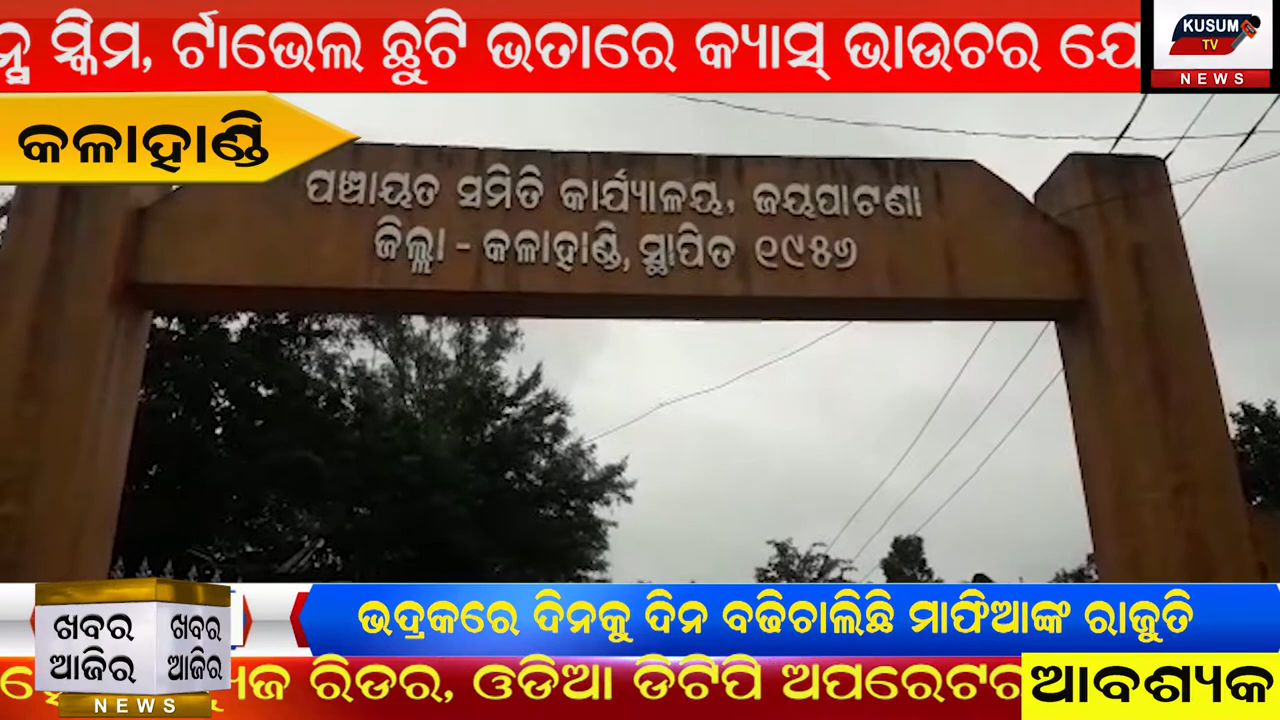 ସ୍କିମ, ର୍ଟାଭେଲ ଛୁଟି ଭତାରେ କ୍ୟାସ୍ ଭାଉଚର ଯୋ
KUSUM
TV
NEWS
କଳାହାଣ୍ଡି
ପଞ୍ଚାୟତ ସମିତି କାର୍ଯ୍ୟାଳୟ, ଜୟପାଟଣା
ଜିଲ୍ଲା - କଳାହାଣ୍ଡି, ସ୍ଥାପିତ ୧୯୫୬
ଭଦ୍ରକରେ ଦିନକୁ ଦିନ ବଢିଚାଲିଛି ମାଫିଆଙ୍କ ରାଜୁତି
ଖବର ଆଜିର
ଖବର ଆଜିର
NEWS
ରିଡର, ଓଡିଆ ଡିଟିପି ଅପରେଟର
ଆବଶ୍ୟକ